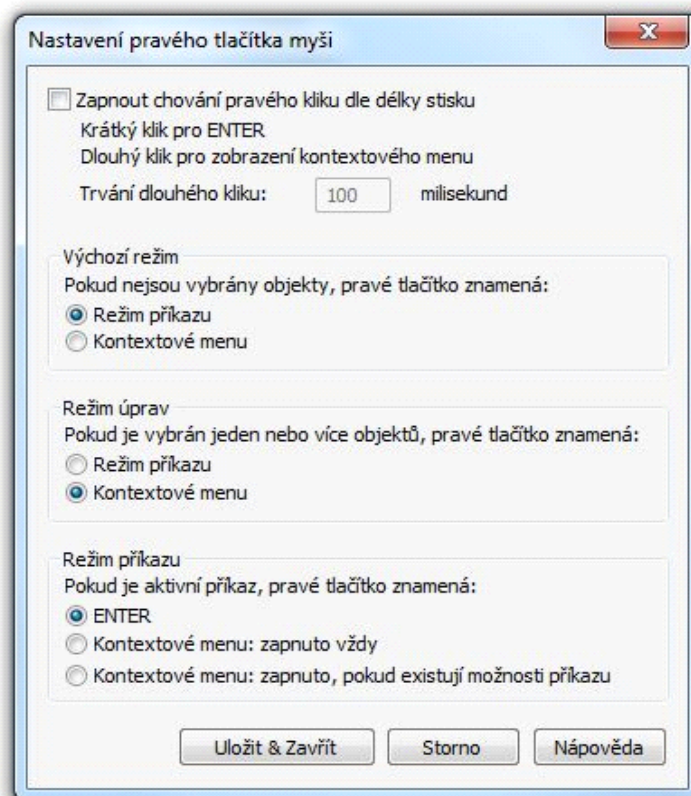 Nastavení pravého tlačítka myši
Zapnout chování pravého kliku dle délky stisku
Krátký klik pro ENTER
Dlouhý klik pro zobrazení kontextového menu
Trvání dlouhého kliku: 100 milisekund
Výchozí režim
Pokud nejsou vybrány objekty, pravé tlačítko znamená:
Režim příkazu
Kontextové menu
Režim úprav
Pokud je vybrán jeden nebo více objektů, pravé tlačítko znamená:
Režim příkazu
Kontextové menu
Režim příkazu
Pokud je aktivní příkaz, pravé tlačítko znamená:
ENTER
Kontextové menu: zapnuto vždy
Kontextové menu: zapnuto, pokud existují možnosti příkazu
Uložit & Zavřít Storno Nápověda